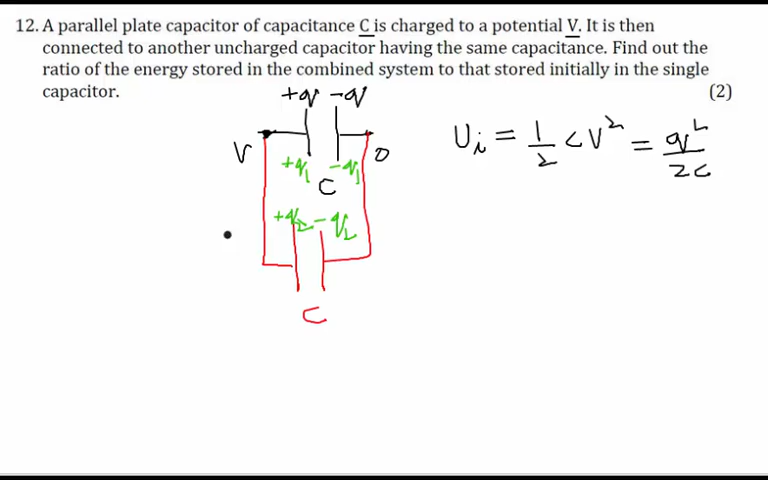 12. A parallel plate capacitor of capacitance C is charged to a potential V. It is then
connected to another uncharged capacitor having the same capacitance. Find out the
ratio of the energy stored in the combined system to that stored initially in the single
capacitor. (2)
+q -q
V 0
U_i = 1/2 CV² = q²/2C
+q₁ -q₁
C
+q₂ -q₂
C